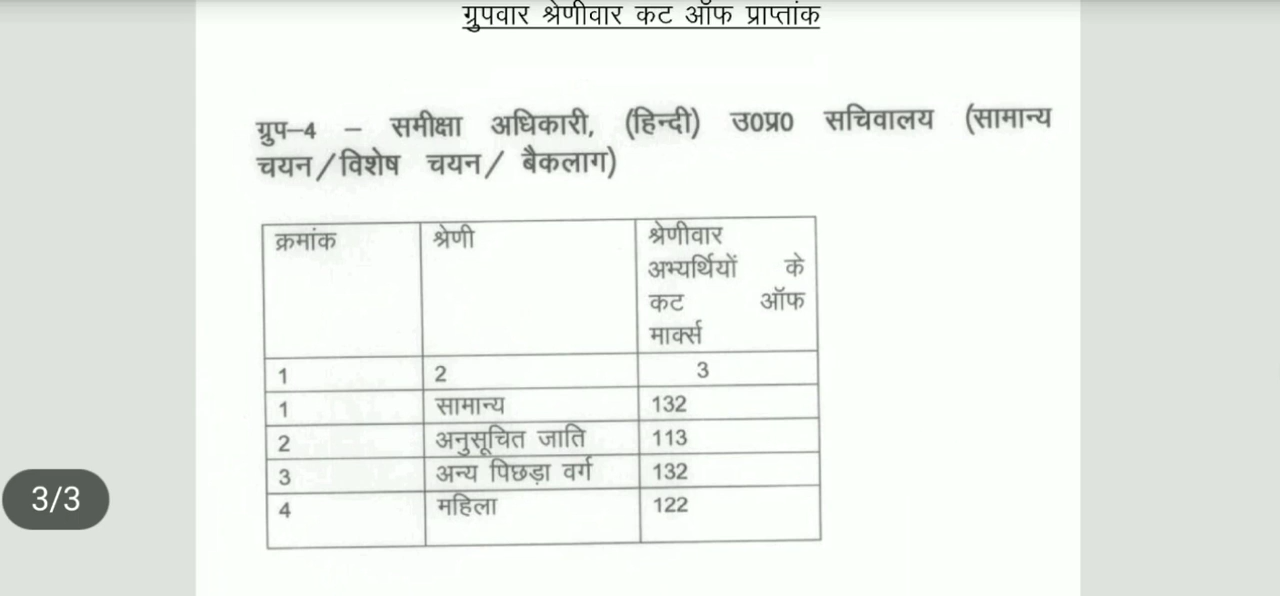 ग्रुपवार श्रेणीवार कट ऑफ प्राप्तांक
ग्रुप–4 – समीक्षा अधिकारी, (हिन्दी) उ0प्र0 सचिवालय (सामान्य
चयन/विशेष चयन/ बैकलाग)
क्रमांक श्रेणी श्रेणीवार
अभ्यर्थियों के
कट ऑफ
मार्क्स
1 2 3
1 सामान्य 132
2 अनुसूचित जाति 113
3 अन्य पिछड़ा वर्ग 132
4 महिला 122
3/3